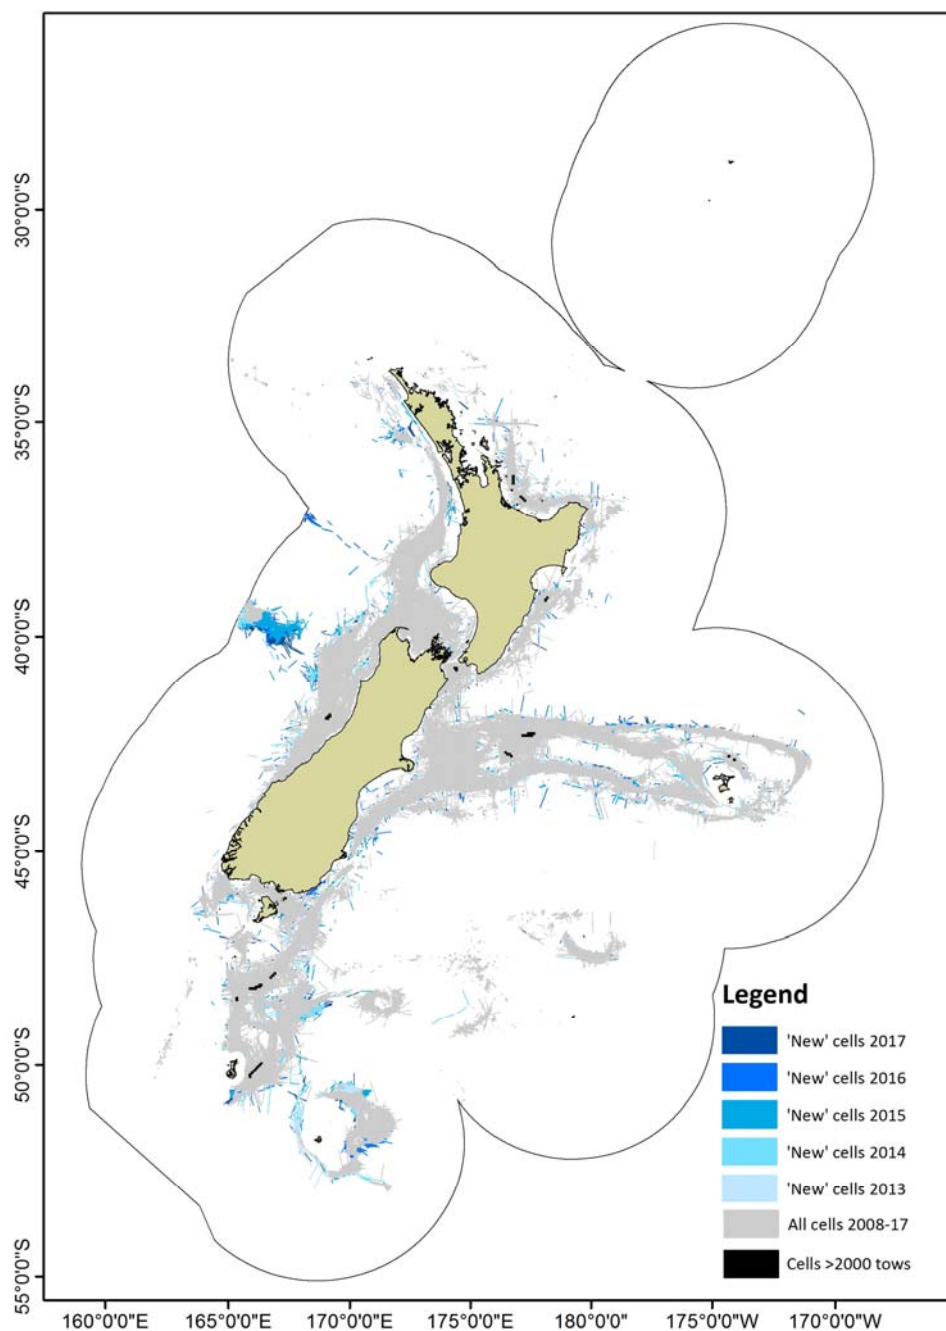 30°0'0"S
35°0'0"S
40°0'0"S
45°0'0"S
50°0'0"S
55°0'0"S
Legend
'New' cells 2017
'New' cells 2016
'New' cells 2015
'New' cells 2014
'New' cells 2013
All cells 2008-17
Cells >2000 tows
160°0'0"E
165°0'0"E
170°0'0"E
175°0'0"E
180°0'0"
175°0'0"W
170°0'0"W